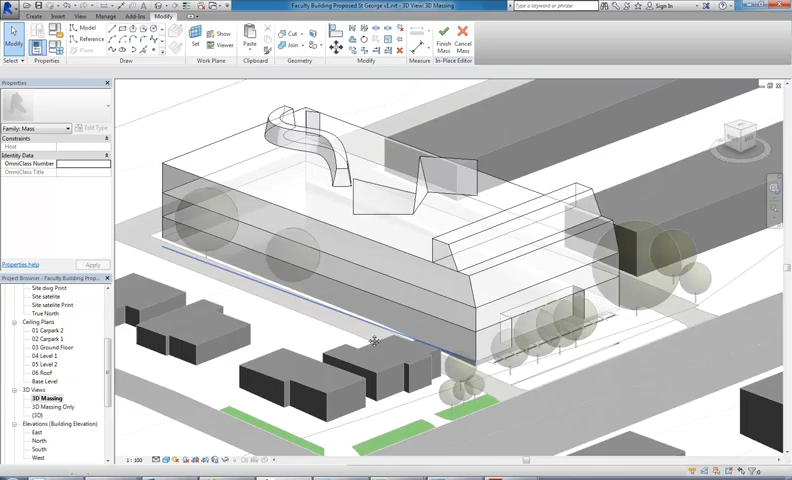 Faculty Building Proposed St George v1.rvt - 3D View: 3D Massing
Type a keyword or phrase
Sign In
Create
Insert
View
Manage
Add-Ins
Modify
Modify
Model
Reference
Plane
Set
Show
Viewer
Paste
Cut
Join
Finish
Mass
Cancel
Mass
Select
Properties
Draw
Work Plane
Clipboard
Geometry
Modify
Measure
In-Place Editor
Properties
Family: Mass
Edit Type
Constraints
Host
Identity Data
OmniClass Number
OmniClass Title
Properties help
Apply
Project Browser - Faculty Building Propose
Site dwg Print
Site satelite
Site satelite Print
True North
Ceiling Plans
01 Carpark 2
02 Carpark 1
03 Ground Floor
04 Level 1
05 Level 2
06 Roof
Base Level
3D Views
3D Massing
3D Massing Only
{3D}
Elevations (Building Elevation)
East
North
South
West
1 : 100